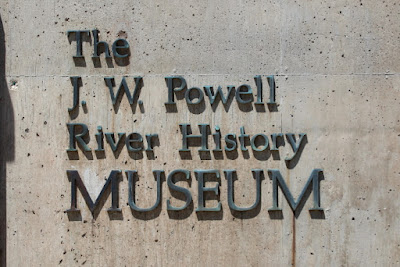 The
J. W. Powell
River History
MUSEUM